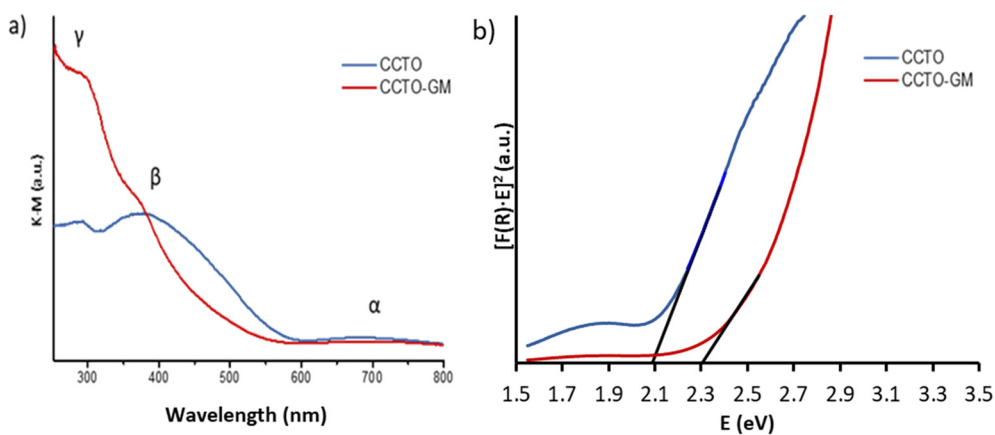 a)
γ
CCTO
CCTO-GM
β
α
K-M (a.u.)
300 400 500 600 700 800
Wavelength (nm)
b)
CCTO
CCTO-GM
[F(R)·E]² (a.u.)
1.5 1.7 1.9 2.1 2.3 2.5 2.7 2.9 3.1 3.3 3.5
E (eV)